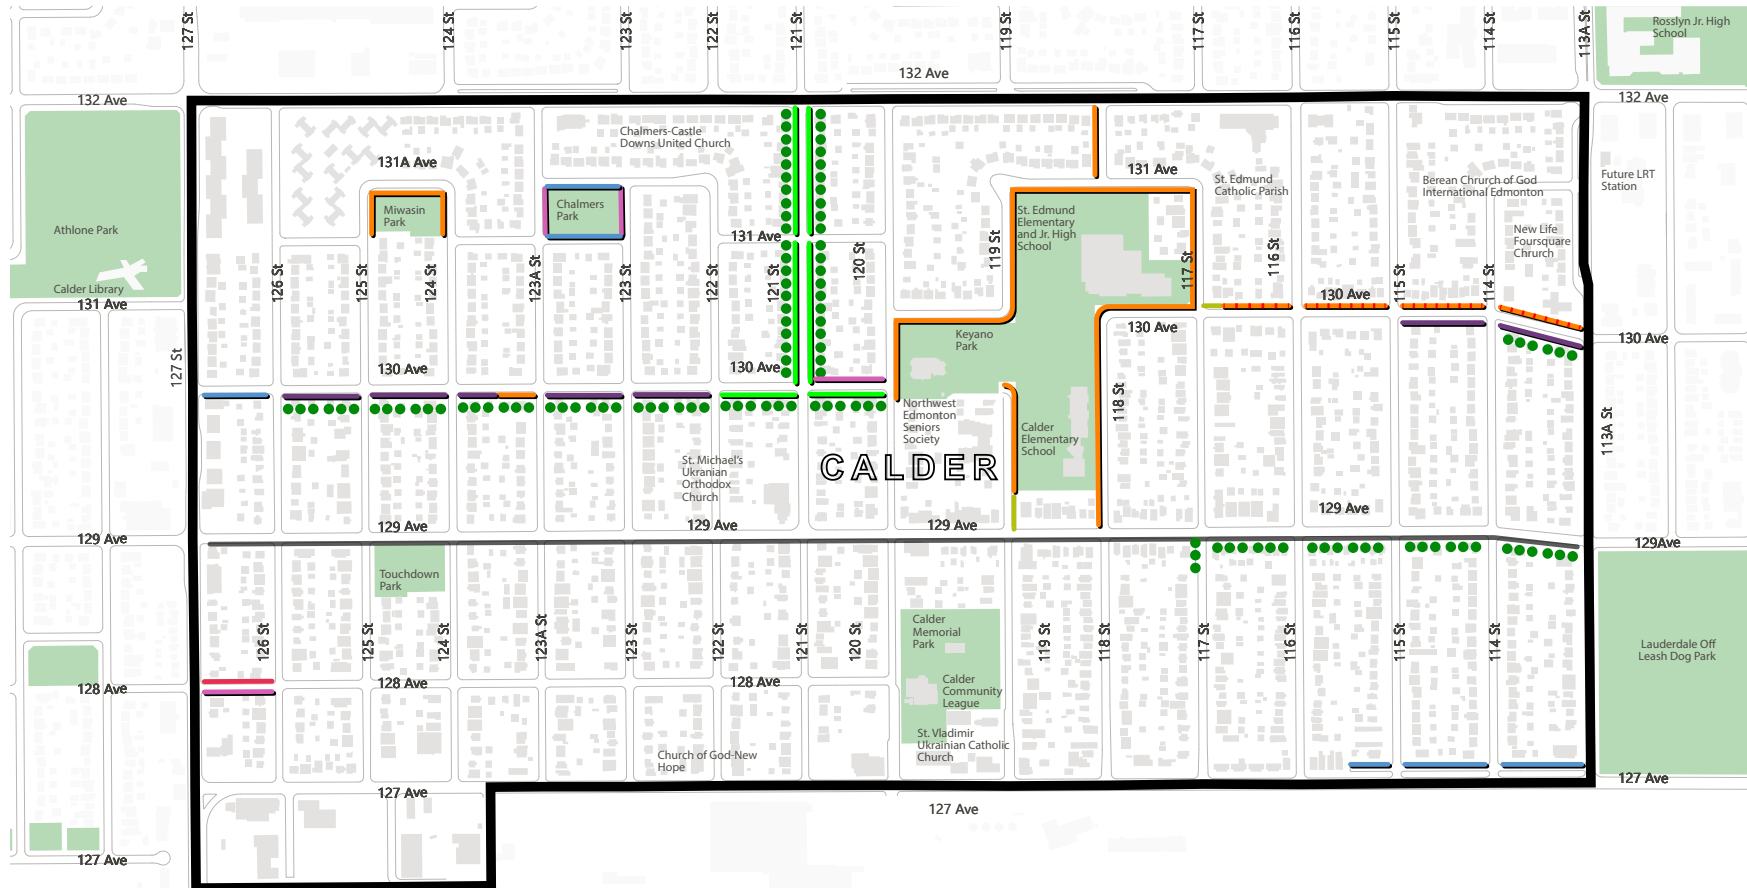 127 St
124 St
123 St
122 St
121 St
119 St
117 St
116 St
115 St
114 St
113A St
Rosslyn Jr. High
School
132 Ave
132 Ave
132 Ave
Chalmers-Castle
Downs United Church
131A Ave
131 Ave
St. Edmund
Catholic Parish
Berean Church of God
International Edmonton
Future LRT
Station
Miwasin
Park
Chalmers
Park
St. Edmund
Elementary
and Jr. High
School
Athlone Park
131 Ave
New Life
Foursquare
Chrurch
126 St
125 St
124 St
123A St
123 St
122 St
121 St
120 St
119 St
117 St
116 St
115 St
114 St
Calder Library
131 Ave
130 Ave
130 Ave
Keyano
Park
130 Ave
127 St
130 Ave
130 Ave
118 St
113A St
Northwest
Edmonton
Seniors
Society
Calder
Elementary
School
St. Michael's
Ukranian
Orthodox
Church
CALDER
129 Ave
129 Ave
129 Ave
129 Ave
129 Ave
129Ave
Touchdown
Park
126 St
125 St
124 St
123A St
123 St
122 St
121 St
120 St
Calder
Memorial
Park
119 St
118 St
117 St
116 St
115 St
114 St
Lauderdale Off
Leash Dog Park
128 Ave
128 Ave
128 Ave
Calder
Community
League
St. Vladimir
Ukrainian Catholic
Church
Church of God-New
Hope
127 Ave
127 Ave
127 Ave
127 Ave